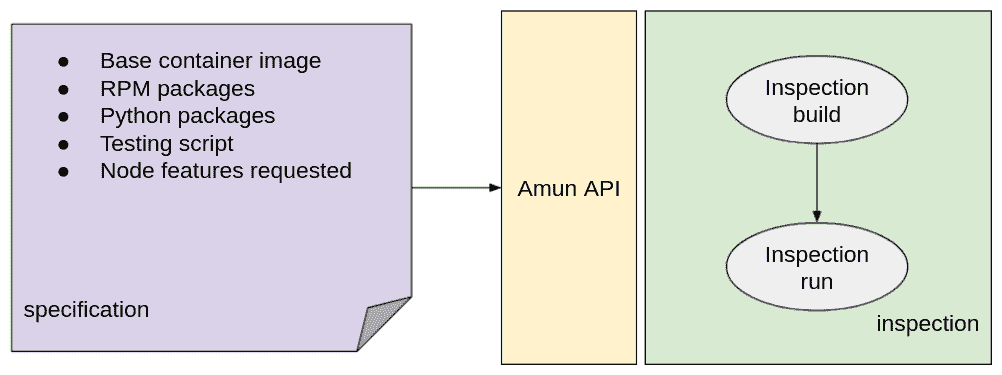 ● Base container image
● RPM packages
● Python packages
● Testing script
● Node features requested
specification
Amun API
Inspection
build
Inspection
run
inspection